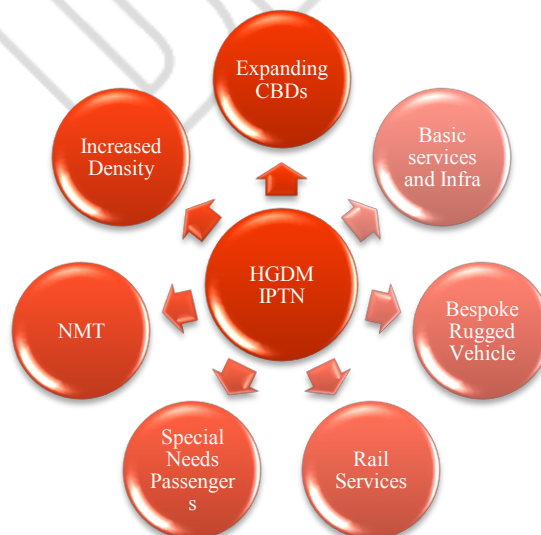 Expanding
CBDs
Increased
Density
Basic
services
and Infra
HGDM
IPTN
NMT
Bespoke
Rugged
Vehicle
Special
Needs
Passenger
s
Rail
Services